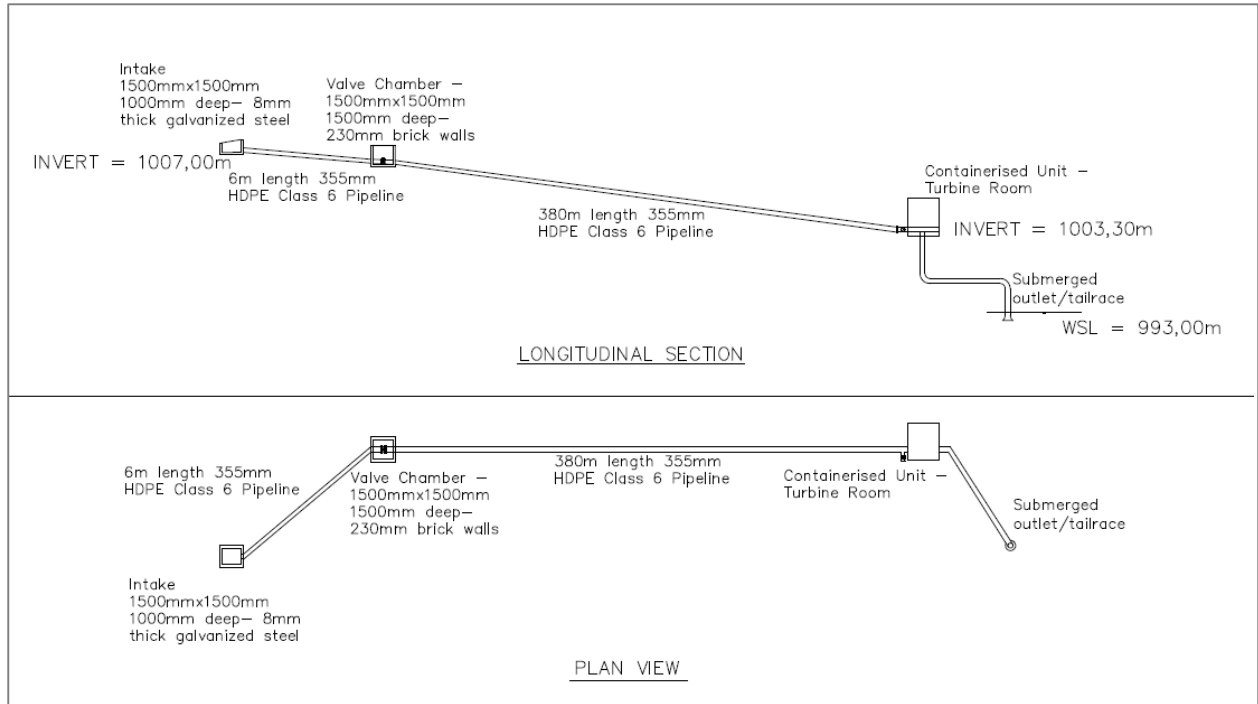 Intake
1500mmx1500mm
1000mm deep– 8mm
thick galvanized steel
Valve Chamber –
1500mmx1500mm
1500mm deep–
230mm brick walls
INVERT = 1007,00m
6m length 355mm
HDPE Class 6 Pipeline
380m length 355mm
HDPE Class 6 Pipeline
Containerised Unit –
Turbine Room
INVERT = 1003,30m
Submerged
outlet/tailrace
WSL = 993,00m
LONGITUDINAL SECTION
6m length 355mm
HDPE Class 6 Pipeline
Valve Chamber –
1500mmx1500mm
1500mm deep–
230mm brick walls
380m length 355mm
HDPE Class 6 Pipeline
Containerised Unit –
Turbine Room
Submerged
outlet/tailrace
Intake
1500mmx1500mm
1000mm deep– 8mm
thick galvanized steel
PLAN VIEW